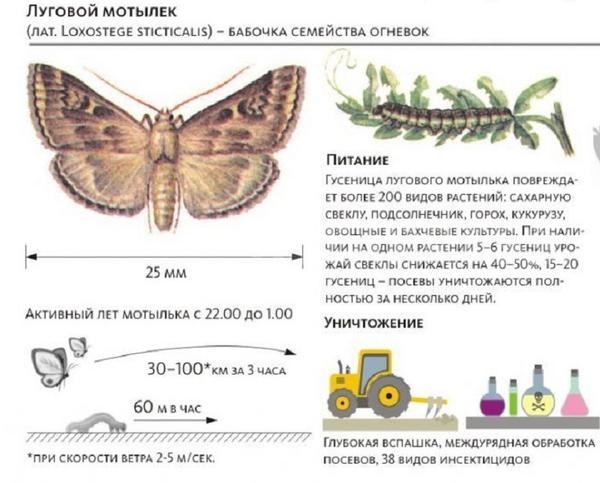 Луговой мотылек
(лат. Loxostege sticticalis) – бабочка семейства огневок
25 мм
Активный лет мотылька с 22.00 до 1.00
30–100*км за 3 часа
60 м в час
*при скорости ветра 2-5 м/сек.
Питание
Гусеница лугового мотылька поврежда-
ет более 200 видов растений: сахарную
свеклу, подсолнечник, горох, кукурузу,
овощные и бахчевые культуры. При нали-
чии на одном растении 5–6 гусениц уро-
жай свеклы снижается на 40–50%, 15–20
гусениц – посевы уничтожаются пол-
ностью за несколько дней.
Уничтожение
Глубокая вспашка, междурядная обработка
посевов, 38 видов инсектицидов